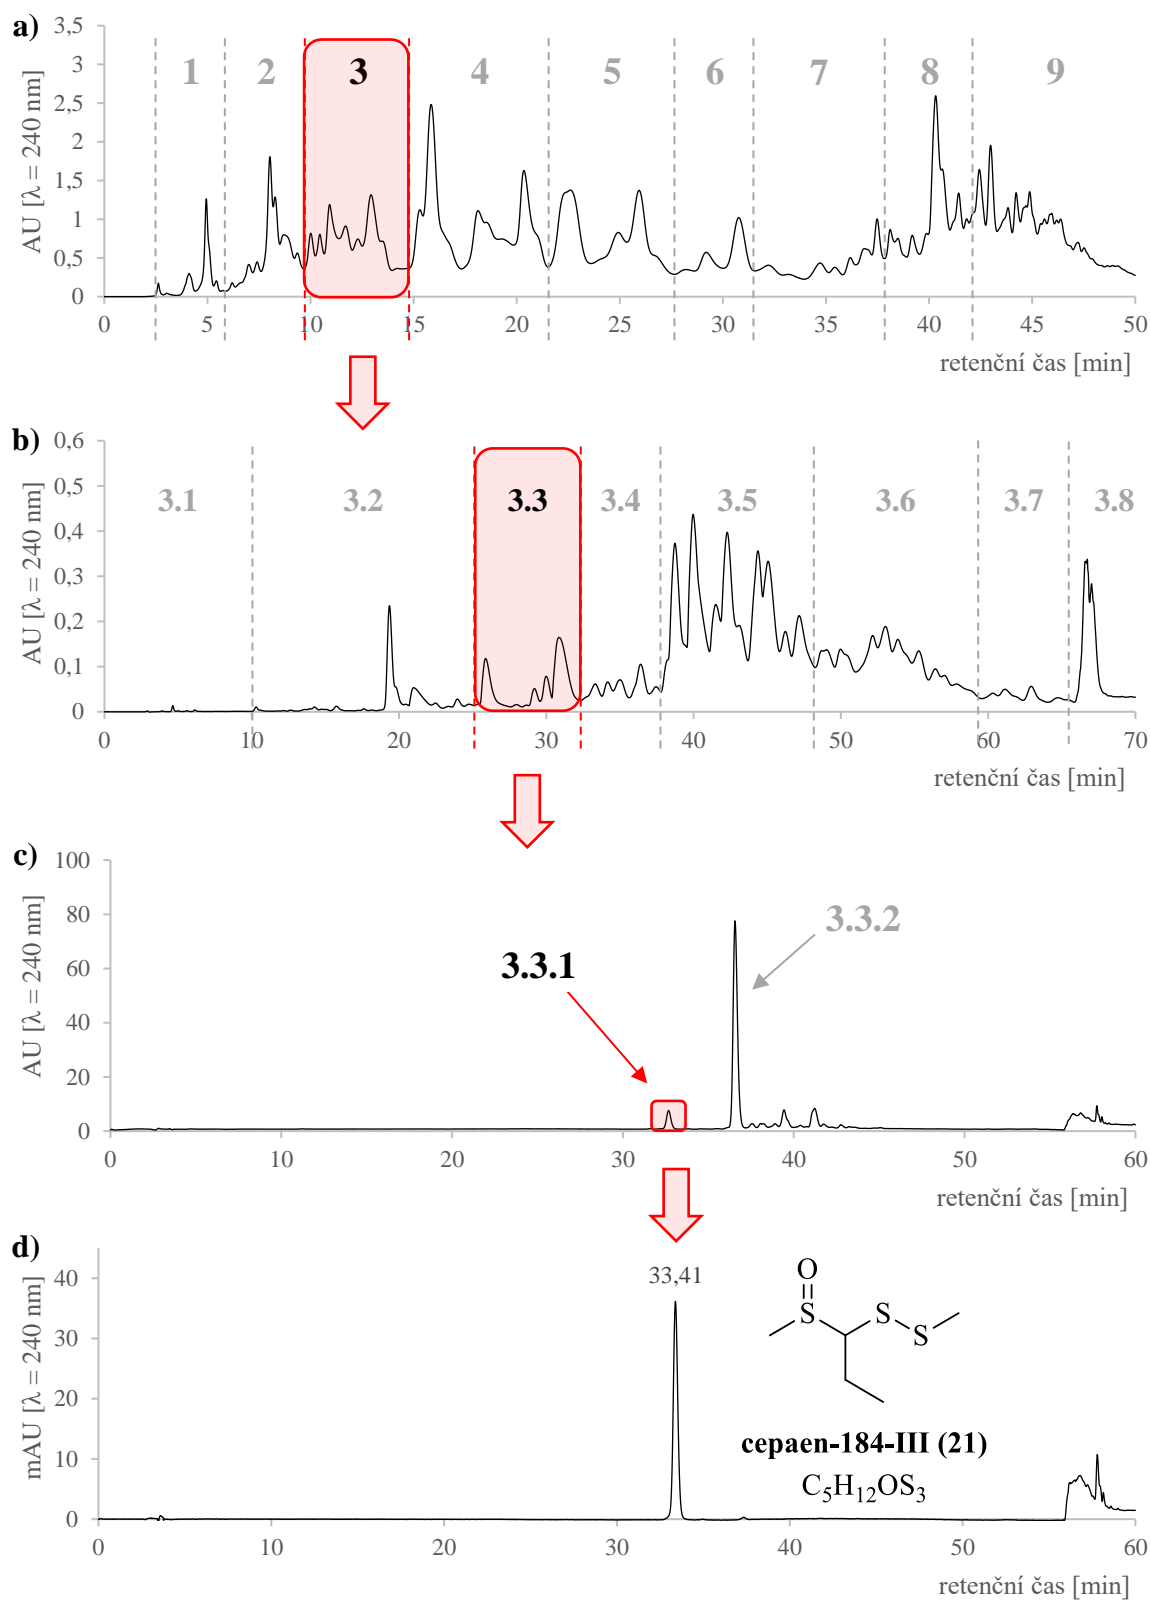 a)
AU [λ = 240 nm]
3,5
3
2,5
2
1,5
1
0,5
0
1 2 3 4 5 6 7 8 9
0 5 10 15 20 25 30 35 40 45 50
retenční čas [min]
b)
AU [λ = 240 nm]
0,6
0,5
0,4
0,3
0,2
0,1
0
3.1 3.2 3.3 3.4 3.5 3.6 3.7 3.8
0 10 20 30 40 50 60 70
retenční čas [min]
c)
AU [λ = 240 nm]
100
80
60
40
20
0
3.3.1
3.3.2
0 10 20 30 40 50 60
retenční čas [min]
d)
mAU [λ = 240 nm]
40
30
20
10
0
33,41
O
S S S
cepaen-184-III (21)
C₅H₁₂OS₃
0 10 20 30 40 50 60
retenční čas [min]